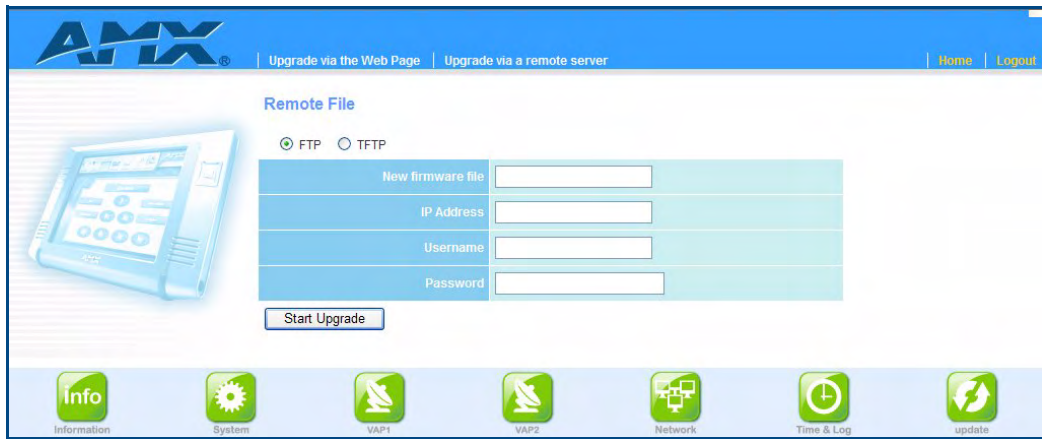 AMX®
Upgrade via the Web Page | Upgrade via a remote server
Home | Logout
Remote File
FTP TFTP
New firmware file
IP Address
Username
Password
Start Upgrade
AMX
info
Information
System
VAP1
VAP2
Network
Time & Log
update